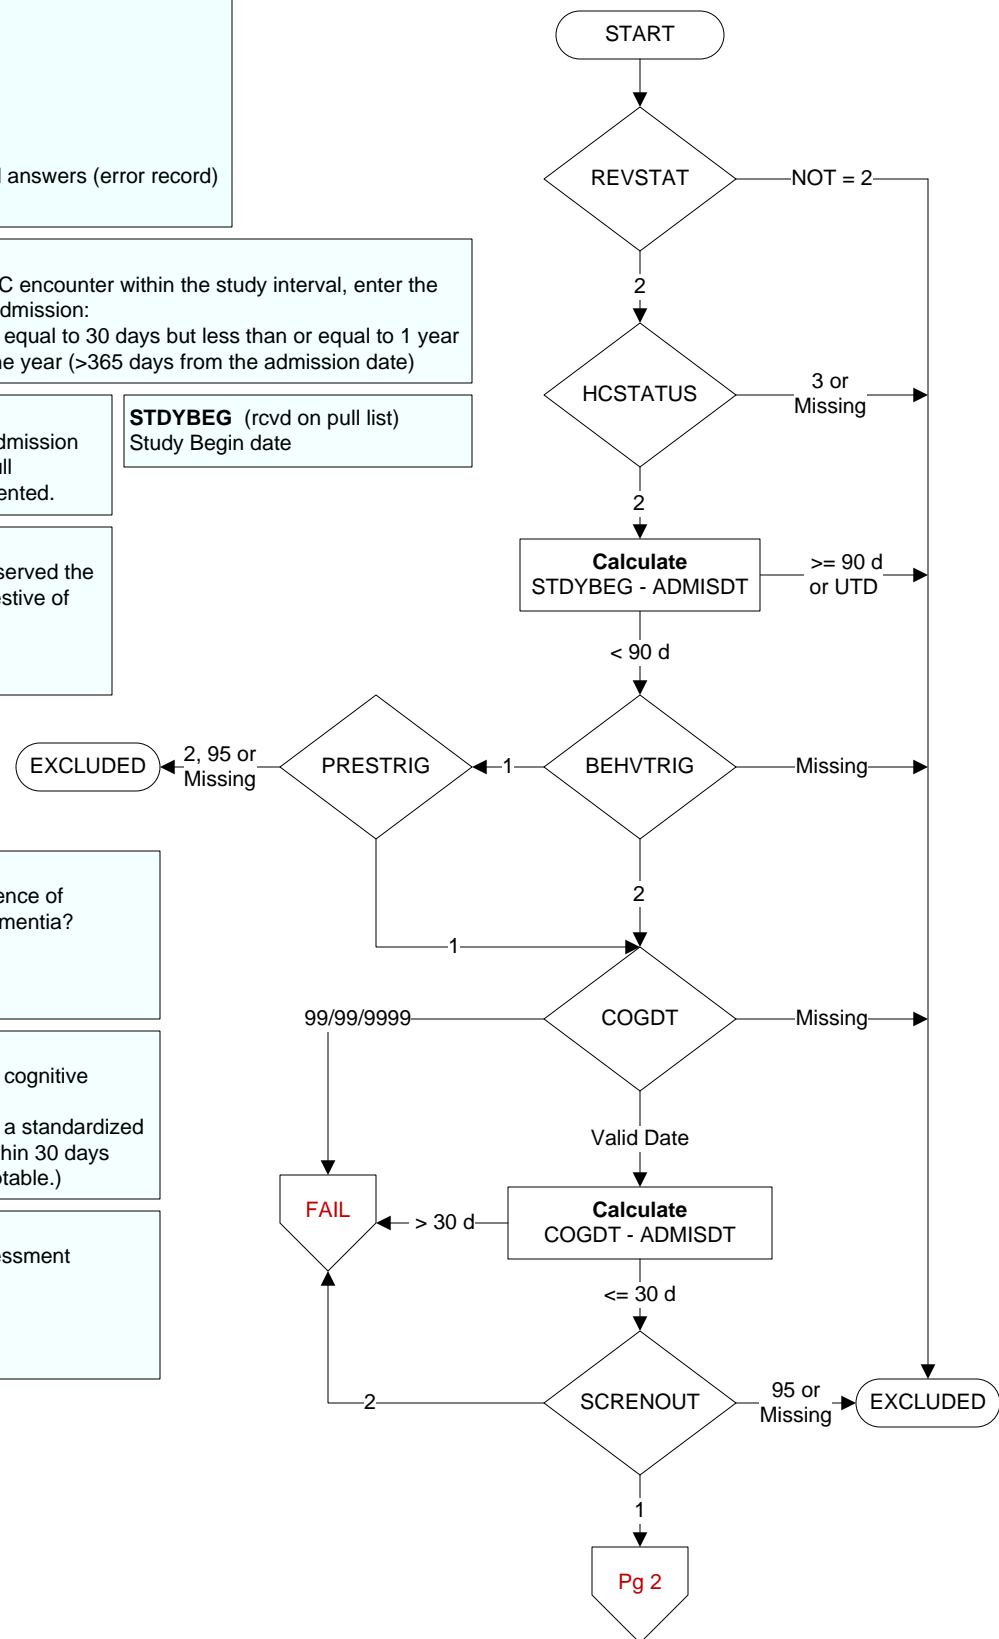 START
REVSTAT
NOT = 2
answers (error record)
2
C encounter within the study interval, enter the
dmission:
equal to 30 days but less than or equal to 1 year
ne year (>365 days from the admission date)
HCSTATUS
3 or
Missing
STDYBEG (rcvd on pull list)
Study Begin date
dmission
ull
ented.
2
Calculate
STDYBEG - ADMISDT
>= 90 d
or UTD
served the
estive of
< 90 d
EXCLUDED
2, 95 or
Missing
PRESTRIG
1
BEHVTRIG
Missing
ence of
mentia?
2
1
99/99/9999
COGDT
Missing
cognitive
a standardized
hin 30 days
ptable.)
Valid Date
FAIL
> 30 d
Calculate
COGDT - ADMISDT
essment
<= 30 d
2
SCRENOUT
95 or
Missing
EXCLUDED
1
Pg 2